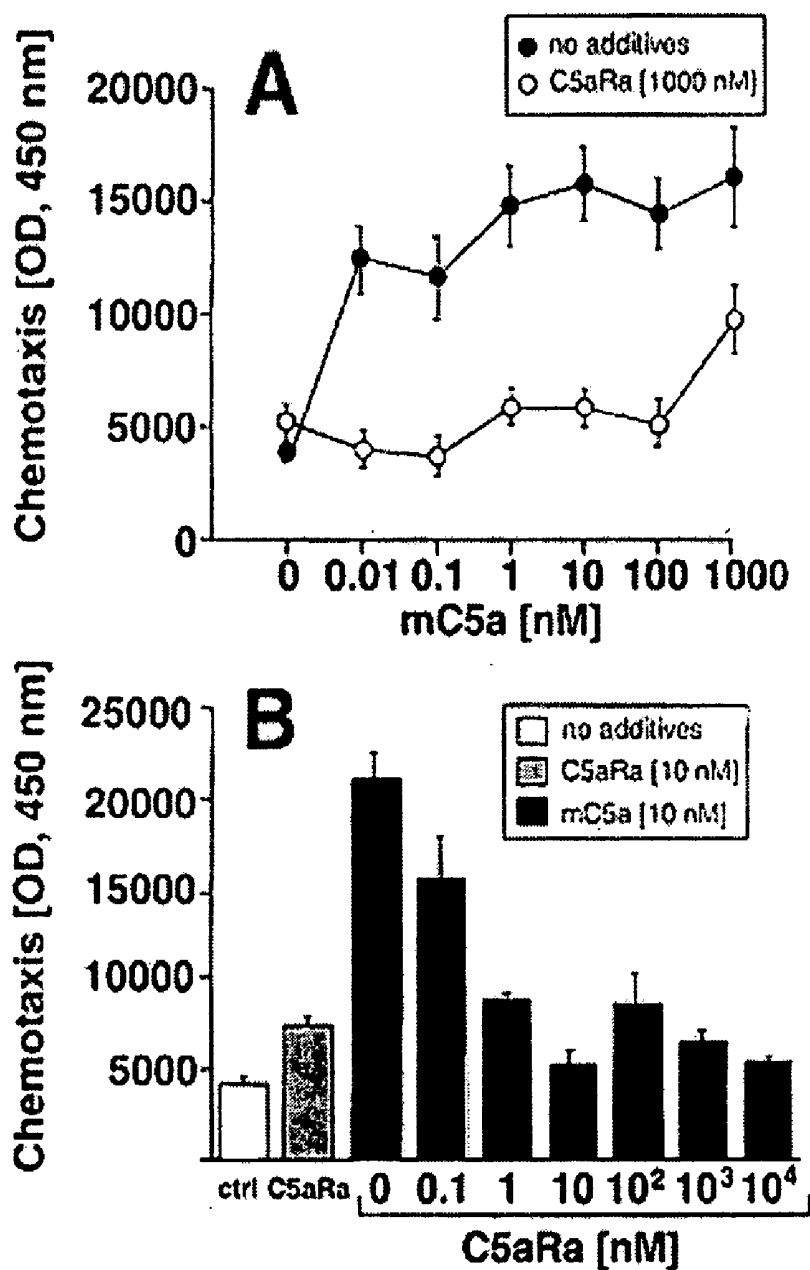 A
no additives
C5aRa [1000 nM]
Chemotaxis [OD, 450 nm]
20000
15000
10000
5000
0
0 0.01 0.1 1 10 100 1000
mC5a [nM]
B
no additives
C5aRa [10 nM]
mC5a [10 nM]
Chemotaxis [OD, 450 nm]
25000
20000
15000
10000
5000
ctrl C5aRa 0 0.1 1 10 10² 10³ 10⁴
C5aRa [nM]